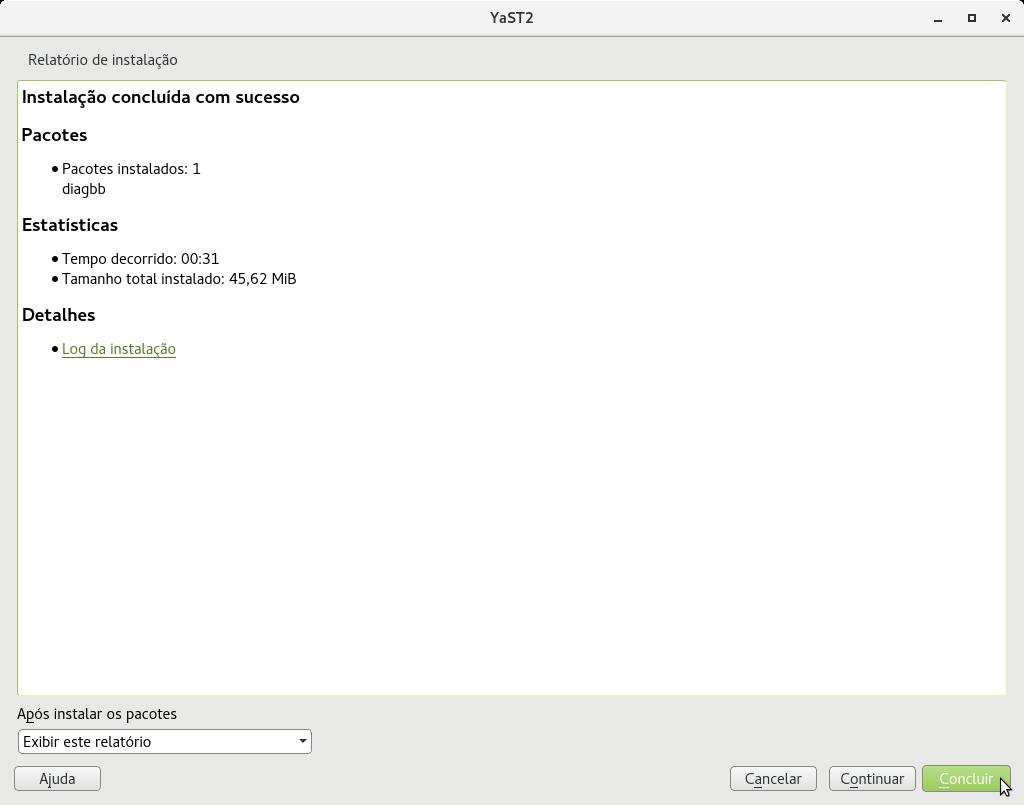 YaST2
Relatório de instalação
Instalação concluída com sucesso
Pacotes
Pacotes instalados: 1
diagbb
Estatísticas
Tempo decorrido: 00:31
Tamanho total instalado: 45,62 MiB
Detalhes
Log da instalação
Após instalar os pacotes
Exibir este relatório
Ajuda Cancelar Continuar Concluir